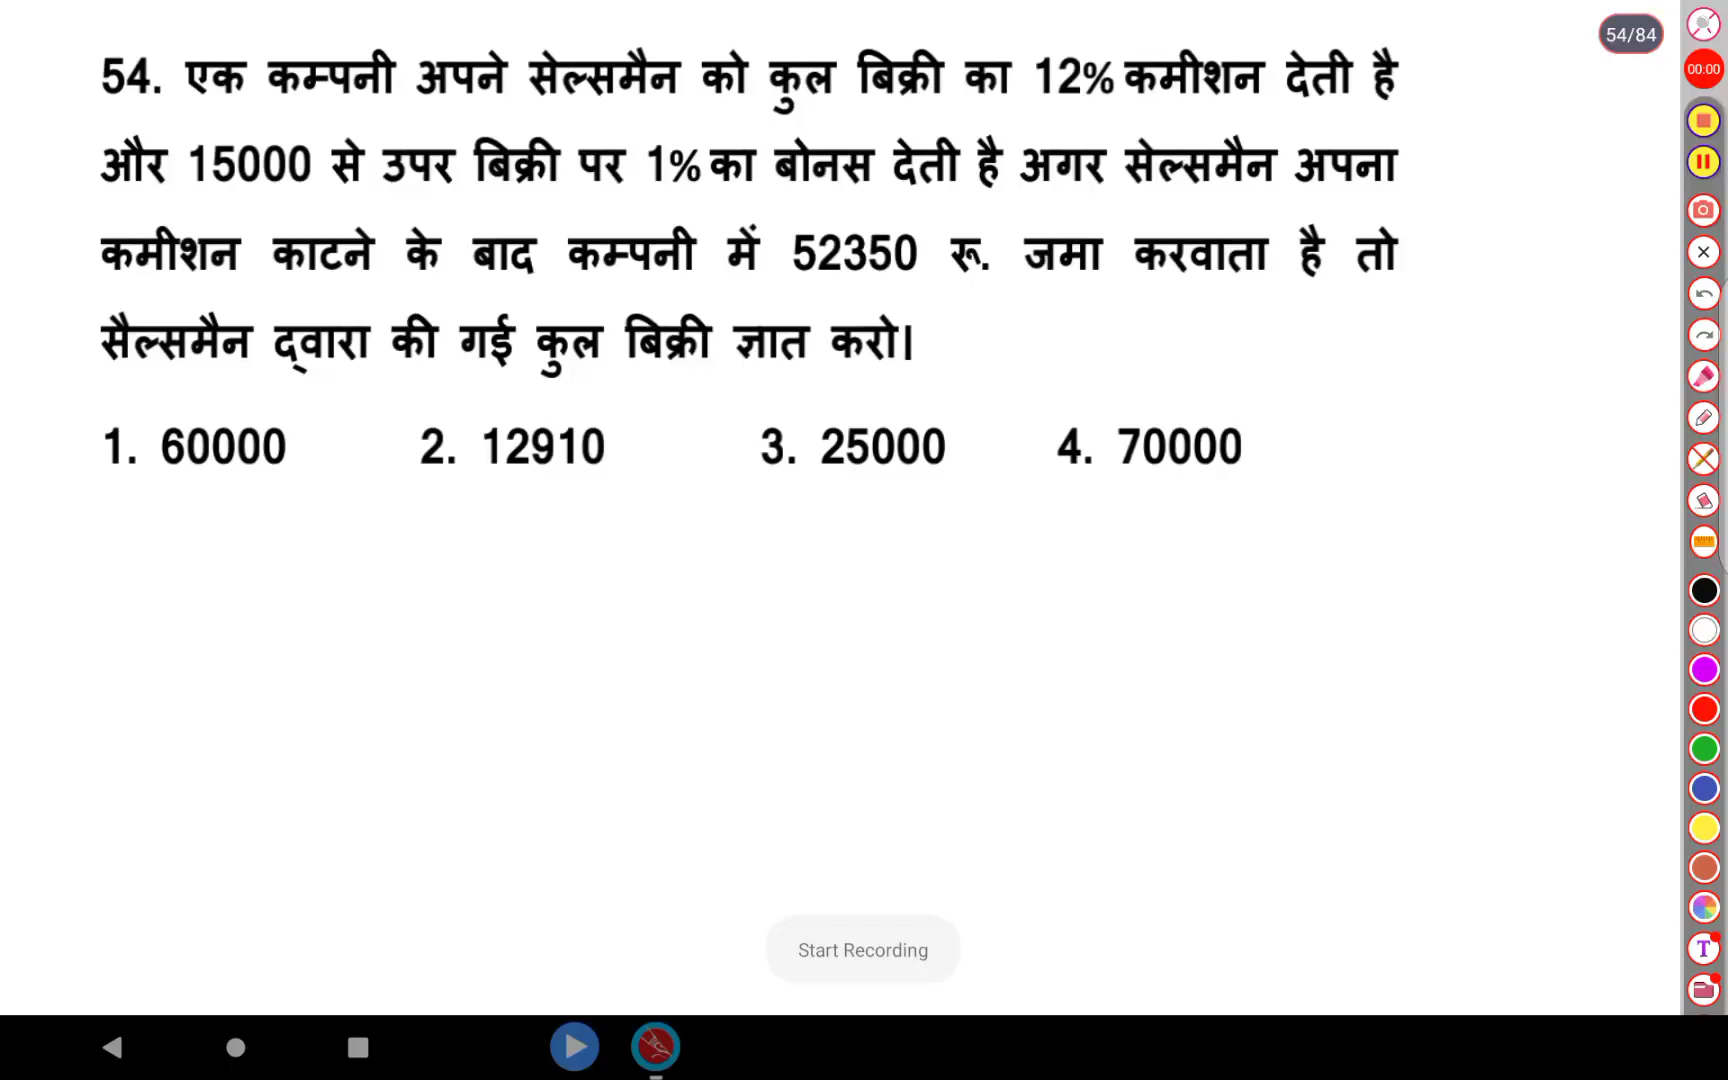 54/84
00:00
54. एक कम्पनी अपने सेल्समैन को कुल बिक्री का 12% कमीशन देती है
और 15000 से उपर बिक्री पर 1% का बोनस देती है अगर सेल्समैन अपना
कमीशन काटने के बाद कम्पनी में 52350 रू. जमा करवाता है तो
सैल्समैन द्‌वारा की गई कुल बिक्री ज्ञात करो।
1. 60000 2. 12910 3. 25000 4. 70000
Start Recording
T